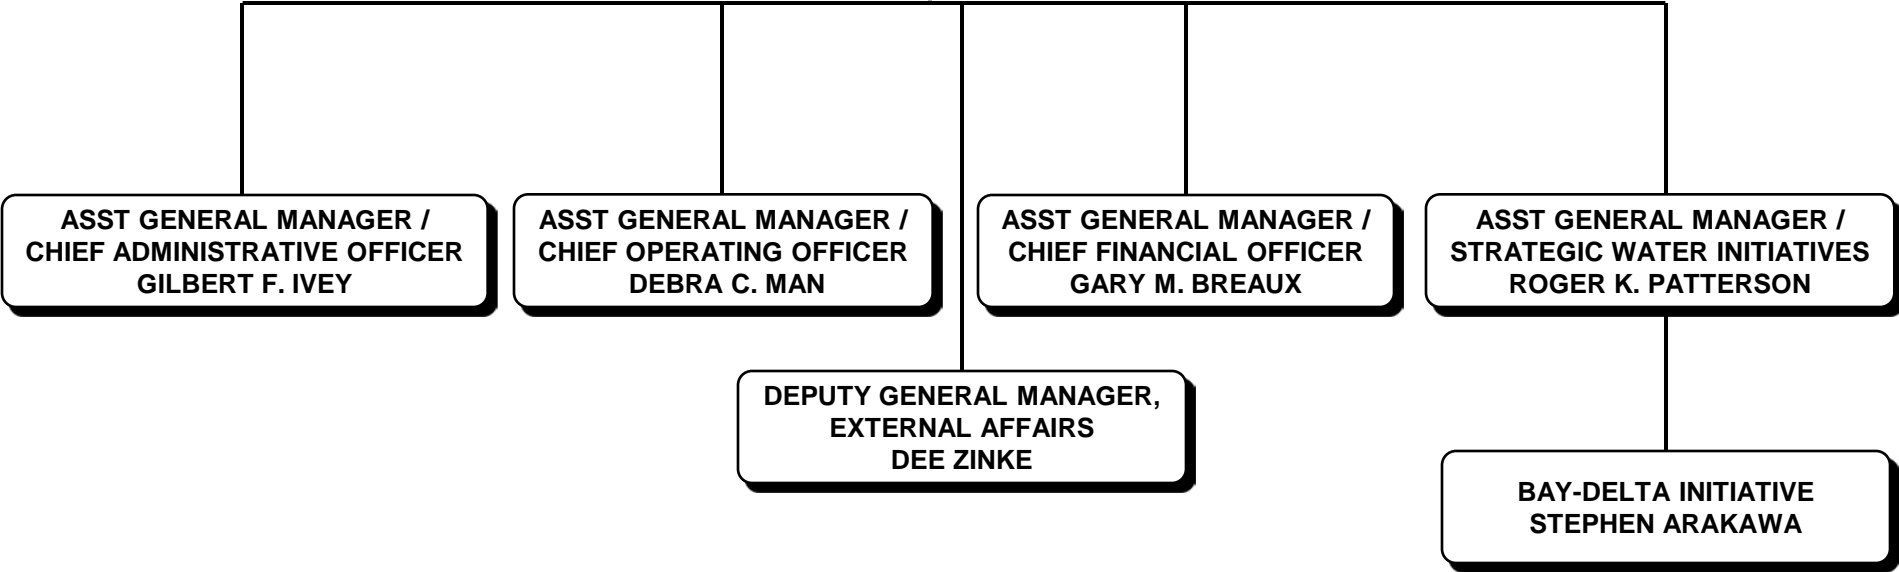 ASST GENERAL MANAGER /
CHIEF ADMINISTRATIVE OFFICER
GILBERT F. IVEY
ASST GENERAL MANAGER /
CHIEF OPERATING OFFICER
DEBRA C. MAN
ASST GENERAL MANAGER /
CHIEF FINANCIAL OFFICER
GARY M. BREAUX
ASST GENERAL MANAGER /
STRATEGIC WATER INITIATIVES
ROGER K. PATTERSON
DEPUTY GENERAL MANAGER,
EXTERNAL AFFAIRS
DEE ZINKE
BAY-DELTA INITIATIVE
STEPHEN ARAKAWA